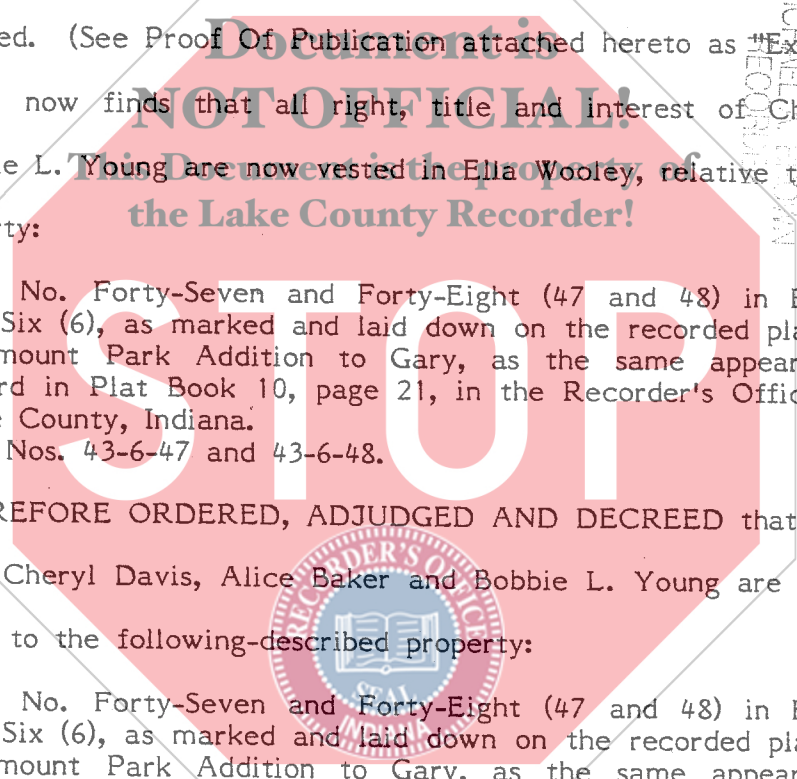 ed. (See Proof Of Publication attached hereto as "Ex
Document is
now finds that all right, title and interest of Ch
NOT OFFICIAL!
e L. Young are now vested in Ella Wooley, relative t
This Document is the property of
the Lake County Recorder!
ty:
No. Forty-Seven and Forty-Eight (47 and 48) in B
Six (6), as marked and laid down on the recorded pla
mount Park Addition to Gary, as the same appear
rd in Plat Book 10, page 21, in the Recorder's Offic
e County, Indiana.
Nos. 43-6-47 and 43-6-48.
STOP
REFORE ORDERED, ADJUDGED AND DECREED that
Cheryl Davis, Alice Baker and Bobbie L. Young are
to the following-described property:
RECORDER'S OFFICE
SEAL
INDIANA
No. Forty-Seven and Forty-Eight (47 and 48) in B
Six (6), as marked and laid down on the recorded pla
mount Park Addition to Gary, as the same appear